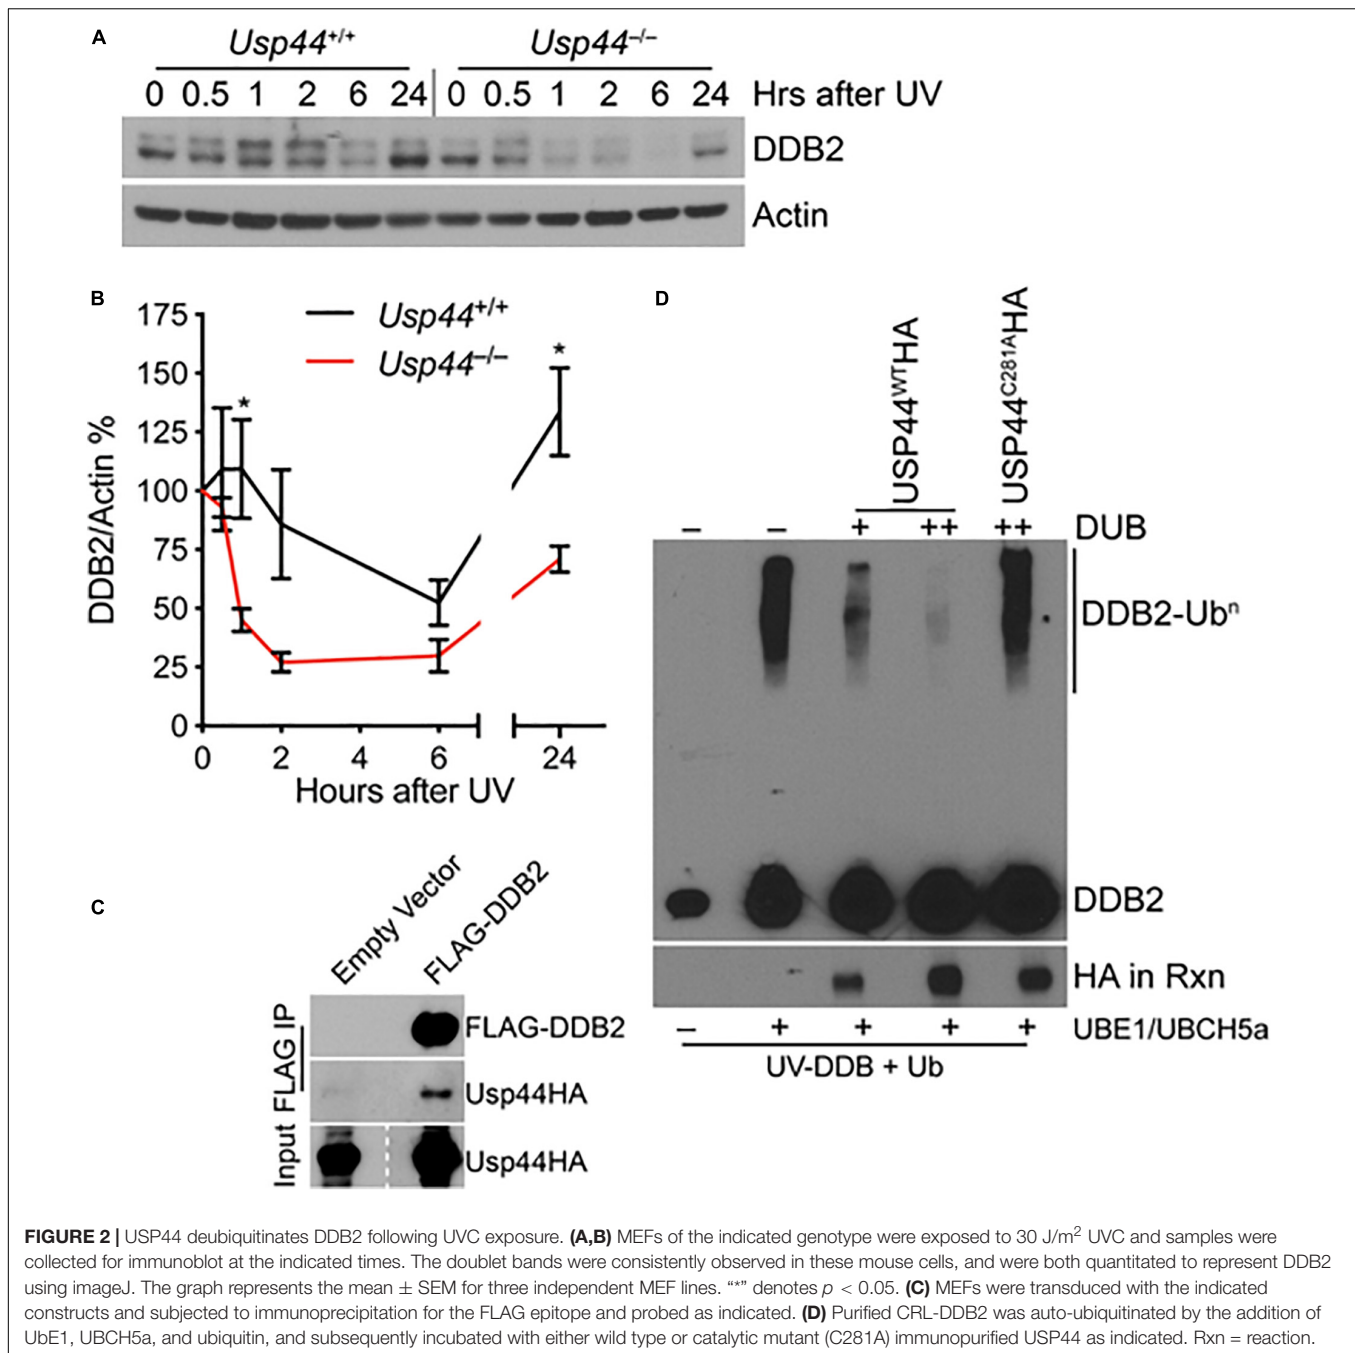 A
Usp44+/+ Usp44–/–
0 0.5 1 2 6 24 0 0.5 1 2 6 24 Hrs after UV
DDB2
Actin
B
175
150
125
100
75
50
25
0
DDB2/Actin %
Usp44+/+
Usp44–/–
*
*
0 2 4 6 24
Hours after UV
C
Empty Vector
FLAG-DDB2
FLAG IP
Input
FLAG-DDB2
Usp44HA
Usp44HA
D
USP44WTHA
USP44C281AHA
– – + ++ ++ DUB
DDB2-Ubn
DDB2
HA in Rxn
– + + + + UBE1/UBCH5a
UV-DDB + Ub
FIGURE 2 | USP44 deubiquitinates DDB2 following UVC exposure. (A,B) MEFs of the indicated genotype were exposed to 30 J/m2 UVC and samples were
collected for immunoblot at the indicated times. The doublet bands were consistently observed in these mouse cells, and were both quantitated to represent DDB2
using imageJ. The graph represents the mean ± SEM for three independent MEF lines. “*” denotes p < 0.05. (C) MEFs were transduced with the indicated
constructs and subjected to immunoprecipitation for the FLAG epitope and probed as indicated. (D) Purified CRL-DDB2 was auto-ubiquitinated by the addition of
UbE1, UBCH5a, and ubiquitin, and subsequently incubated with either wild type or catalytic mutant (C281A) immunopurified USP44 as indicated. Rxn = reaction.